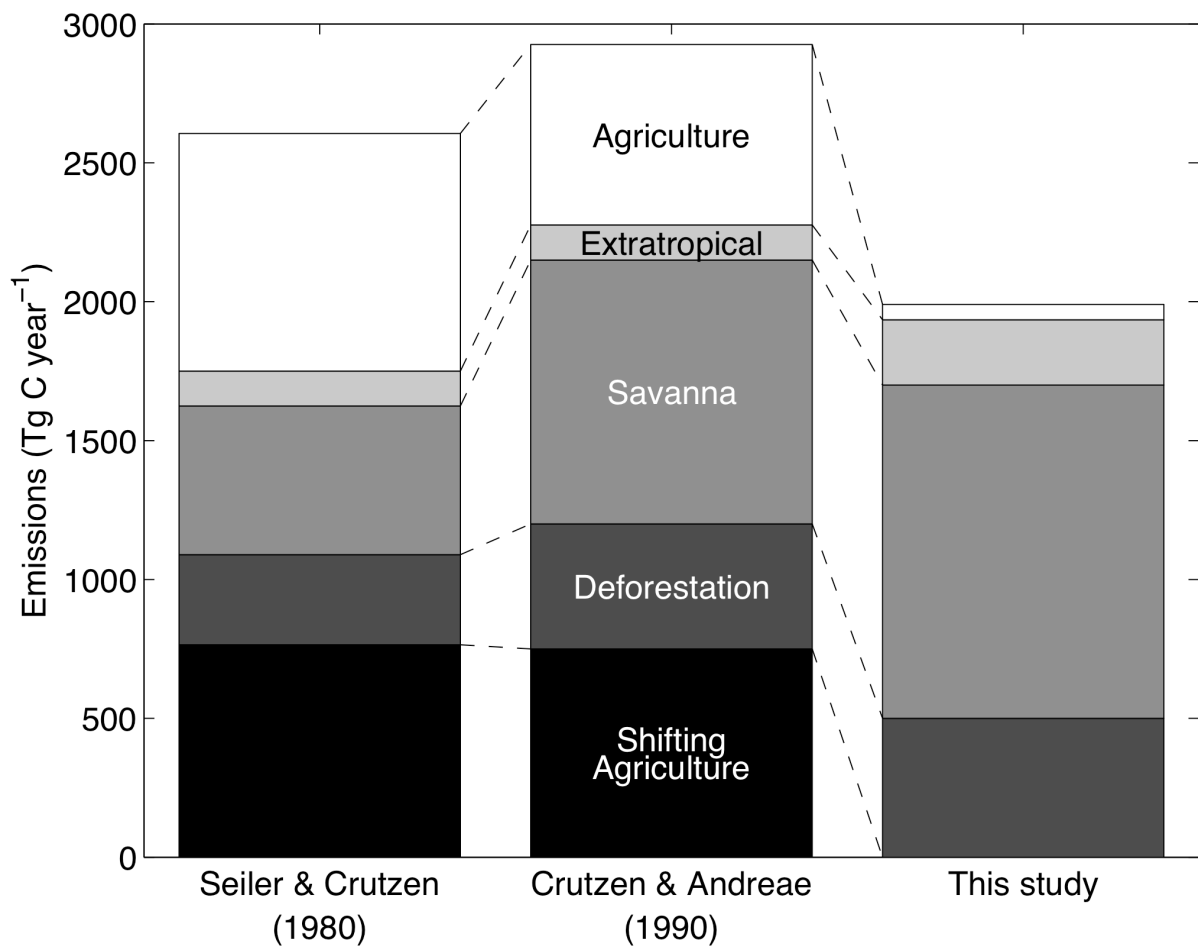 3000
2500
2000
1500
1000
500
0
Emissions (Tg C year−1)
Agriculture
Extratropical
Savanna
Deforestation
Shifting
Agriculture
Seiler & Crutzen
(1980)
Crutzen & Andreae
(1990)
This study